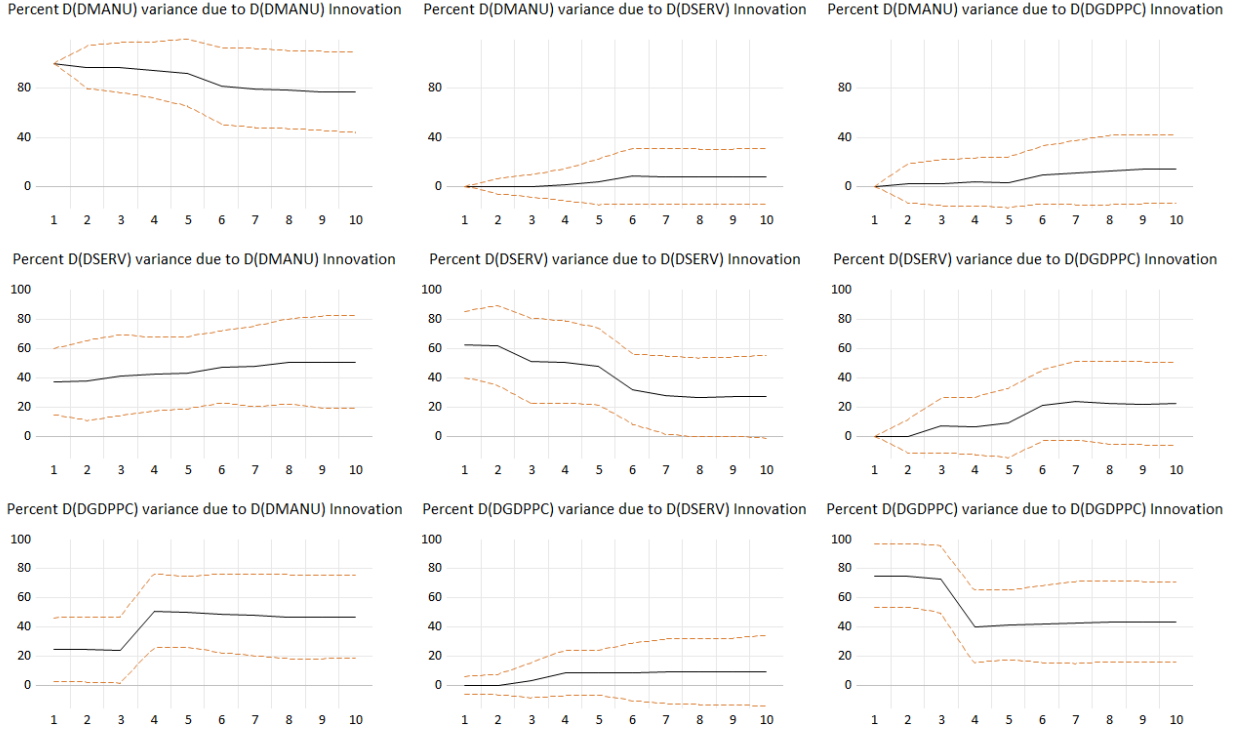 Percent D(DMANU) variance due to D(DMANU) Innovation
80
40
0
1 2 3 4 5 6 7 8 9 10
Percent D(DMANU) variance due to D(DSERV) Innovation
80
40
0
1 2 3 4 5 6 7 8 9 10
Percent D(DMANU) variance due to D(DGDPPC) Innovation
80
40
0
1 2 3 4 5 6 7 8 9 10
Percent D(DSERV) variance due to D(DMANU) Innovation
100
80
60
40
20
0
1 2 3 4 5 6 7 8 9 10
Percent D(DSERV) variance due to D(DSERV) Innovation
100
80
60
40
20
0
1 2 3 4 5 6 7 8 9 10
Percent D(DSERV) variance due to D(DGDPPC) Innovation
100
80
60
40
20
0
1 2 3 4 5 6 7 8 9 10
Percent D(DGDPPC) variance due to D(DMANU) Innovation
100
80
60
40
20
0
1 2 3 4 5 6 7 8 9 10
Percent D(DGDPPC) variance due to D(DSERV) Innovation
100
80
60
40
20
0
1 2 3 4 5 6 7 8 9 10
Percent D(DGDPPC) variance due to D(DGDPPC) Innovation
100
80
60
40
20
0
1 2 3 4 5 6 7 8 9 10